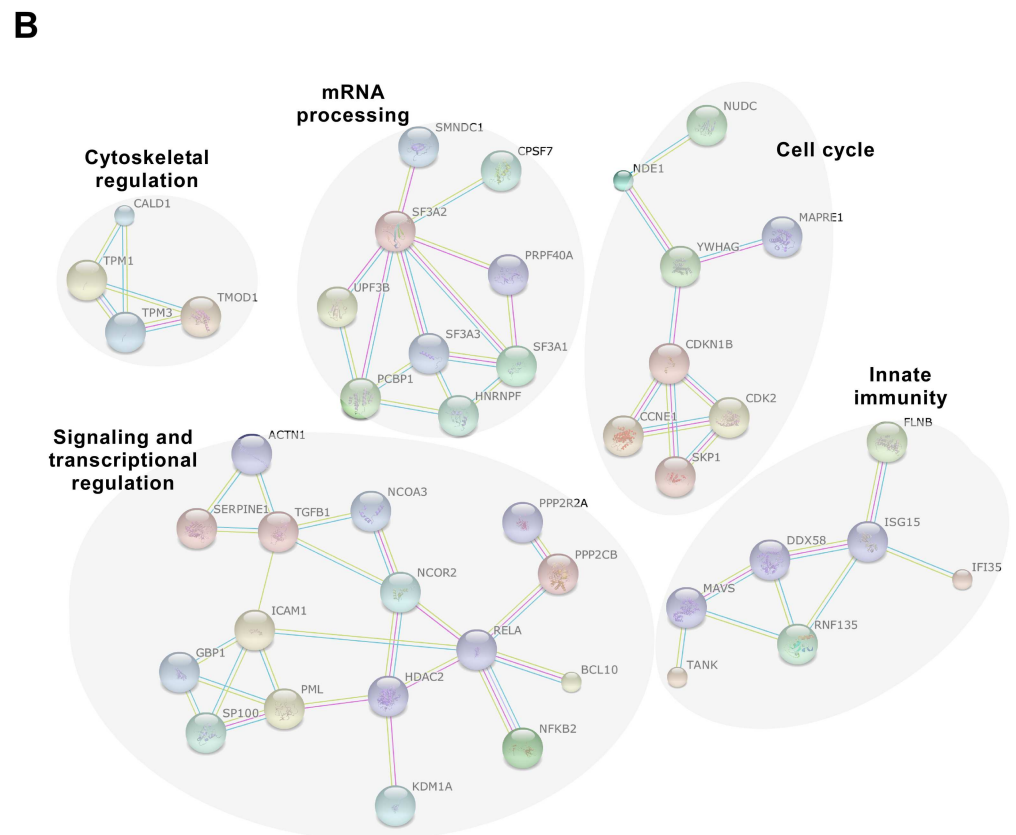 B
mRNA
processing
SMNDC1
CPSF7
SF3A2
PRPF40A
UPF3B
SF3A3
SF3A1
PCBP1
HNRNPF
Cytoskeletal
regulation
CALD1
TPM1
TPM3
TMOD1
Cell cycle
NUDC
NDE1
MAPRE1
YWHAG
CDKN1B
CDK2
CCNE1
SKP1
Innate
immunity
FLNB
ISG15
DDX58
IFI35
MAVS
RNF135
TANK
Signaling and
transcriptional
regulation
ACTN1
SERPINE1
TGFB1
NCOA3
PPP2R2A
PPP2CB
NCOR2
ICAM1
RELA
GBP1
HDAC2
BCL10
PML
SP100
NFKB2
KDM1A